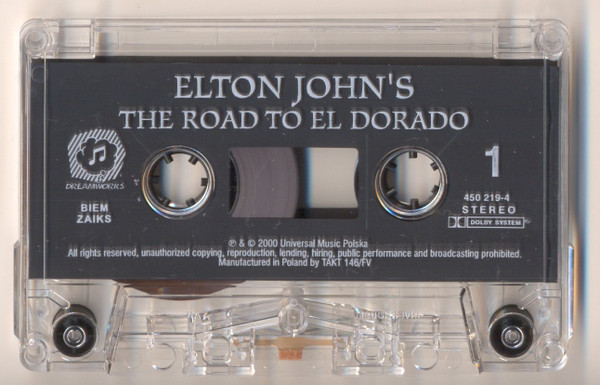 ELTON JOHN'S
THE ROAD TO EL DORADO
DREAMWORKS
BIEM
ZAIKS
1
450 219-4
STEREO
DOLBY SYSTEM
℗ & © 2000 Universal Music Polska
All rights reserved, unauthorized copying, reproduction, lending, hiring, public performance and broadcasting prohibited.
Manufactured in Poland by TAKT 146/FV